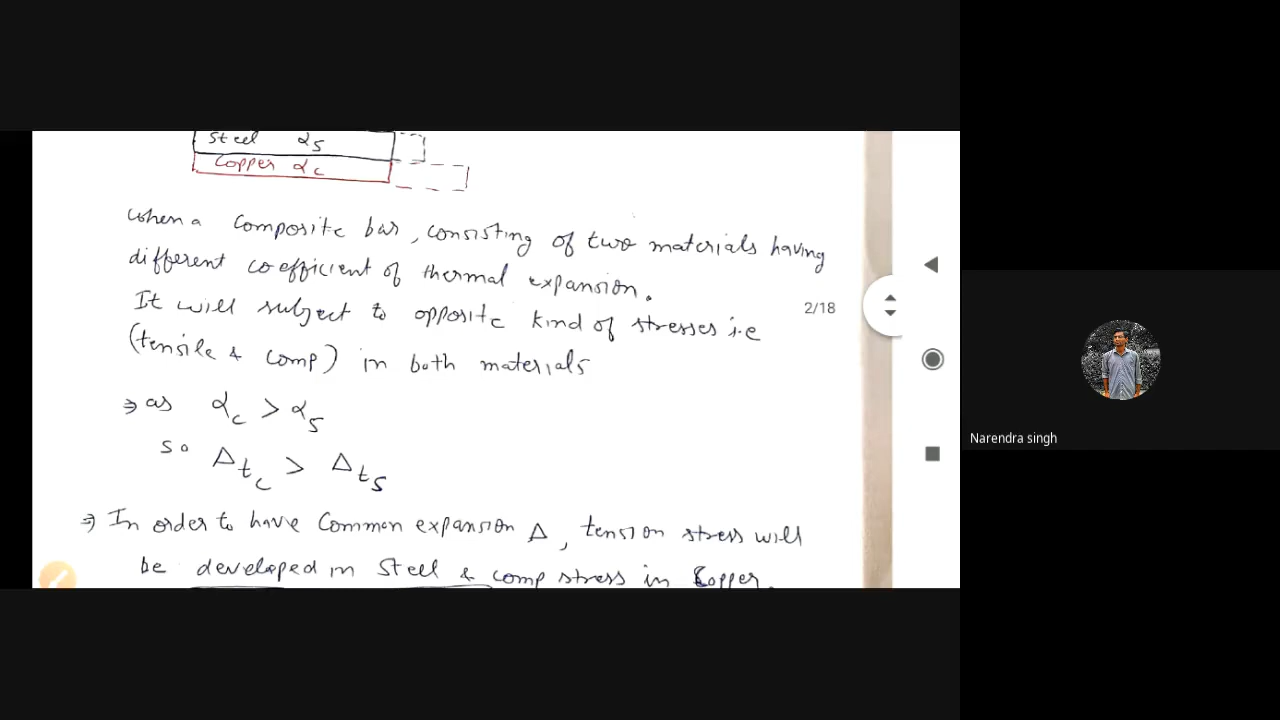 Steel αs
Copper αc
When a composite bar, consisting of two materials having
different coefficient of thermal expansion.
It will subject to opposite kind of stresses i.e
2/18
(tensile & comp) in both materials
⇒ as αc > αs
so Δtc > Δts
⇒ In order to have Common expansion Δ, tension stress will
be developed in Steel & comp stress in Copper.
Narendra singh